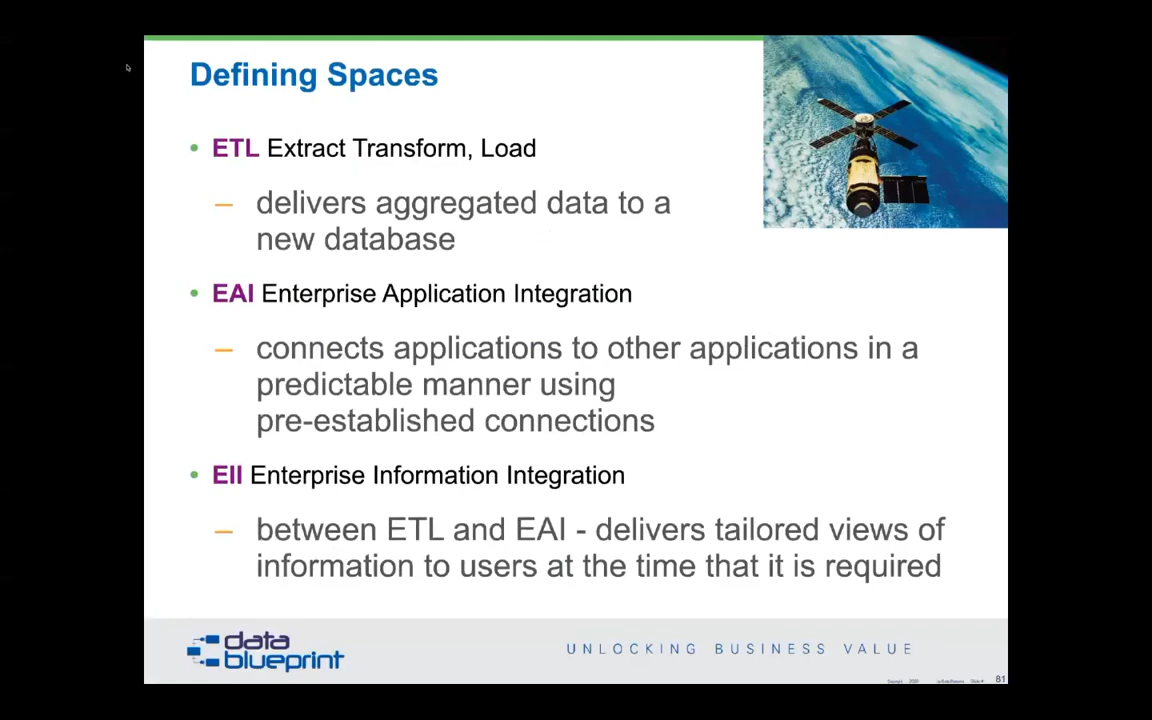 Defining Spaces
• ETL Extract Transform, Load
– delivers aggregated data to a
new database
• EAI Enterprise Application Integration
– connects applications to other applications in a
predictable manner using
pre-established connections
• EII Enterprise Information Integration
– between ETL and EAI - delivers tailored views of
information to users at the time that it is required
data
blueprint
UNLOCKING BUSINESS VALUE
81